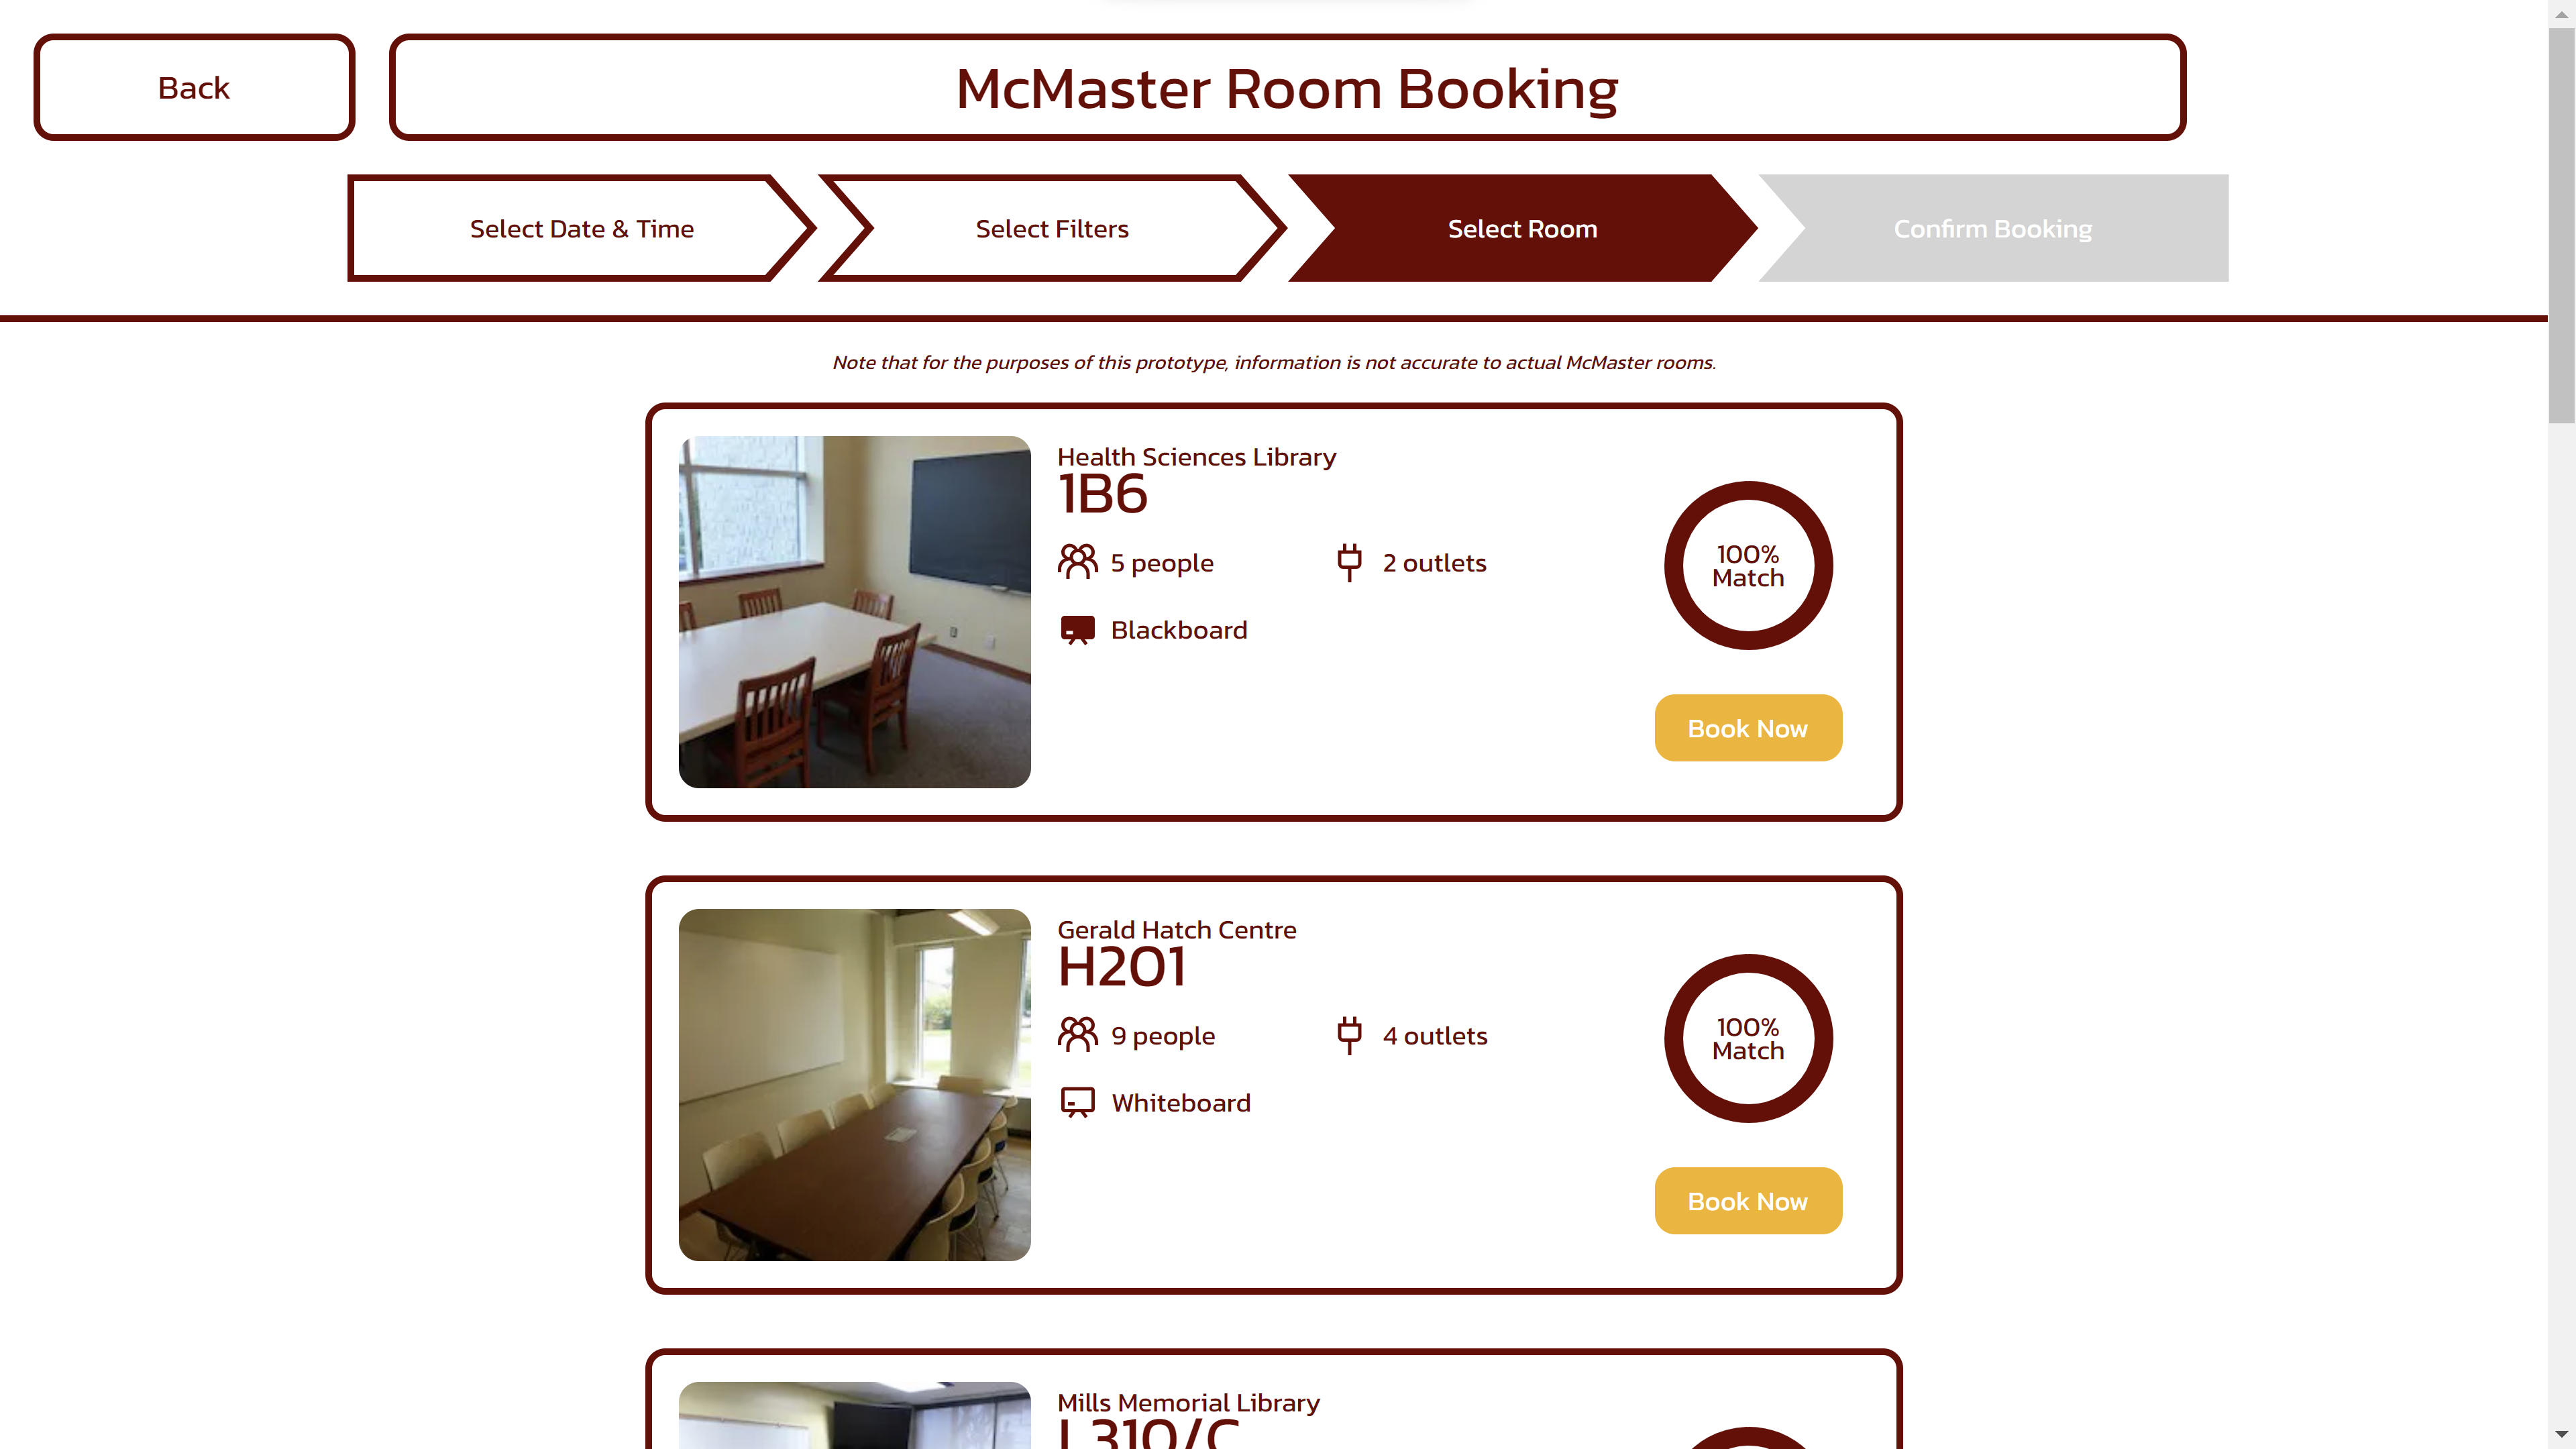 Back
McMaster Room Booking
Select Date & Time
Select Filters
Select Room
Confirm Booking
Note that for the purposes of this prototype, information is not accurate to actual McMaster rooms.
Health Sciences Library
1B6
5 people
2 outlets
Blackboard
100%
Match
Book Now
Gerald Hatch Centre
H201
9 people
4 outlets
Whiteboard
100%
Match
Book Now
Mills Memorial Library
L310/C